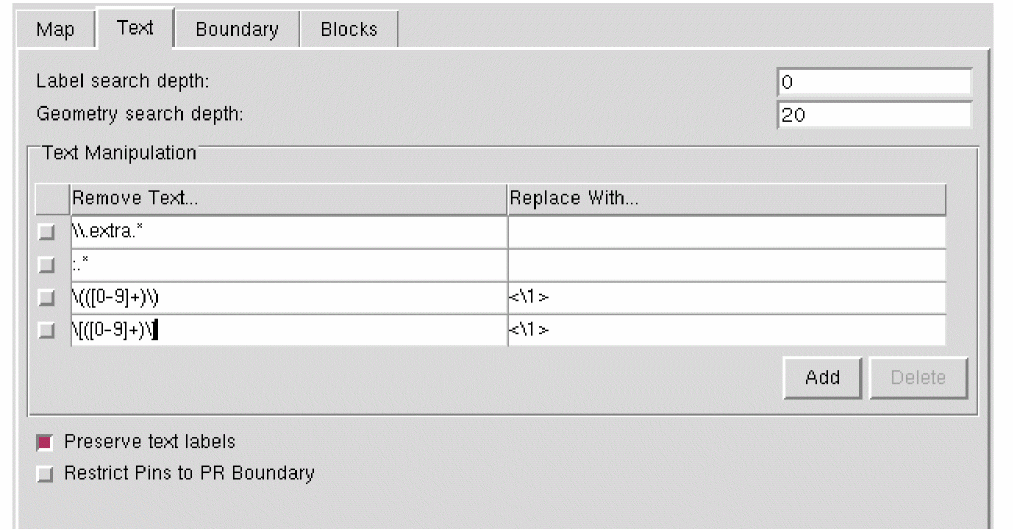 Map Text Boundary Blocks
Label search depth: 0
Geometry search depth: 20
Text Manipulation
Remove Text... Replace With...
\\.extra.*
:.*
\(([0-9]+)\) <\1>
\[([0-9]+)\] <\1>
Add Delete
Preserve text labels
Restrict Pins to PR Boundary